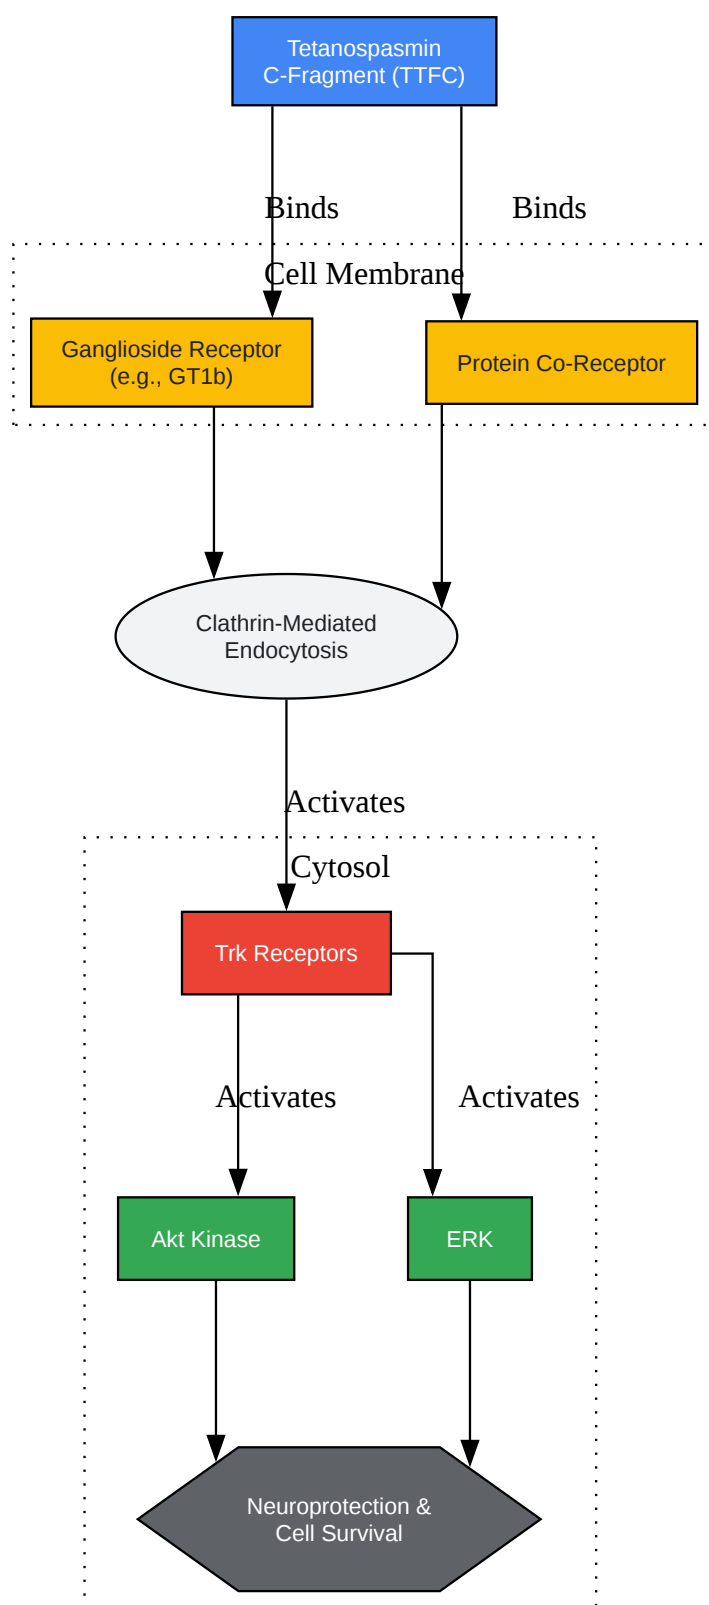 Tetanospasmin
C-Fragment (TTFC)
Binds
Binds
Cell Membrane
Ganglioside Receptor
(e.g., GT1b)
Protein Co-Receptor
Clathrin-Mediated
Endocytosis
Activates
Cytosol
Trk Receptors
Activates
Activates
Akt Kinase
ERK
Neuroprotection &
Cell Survival